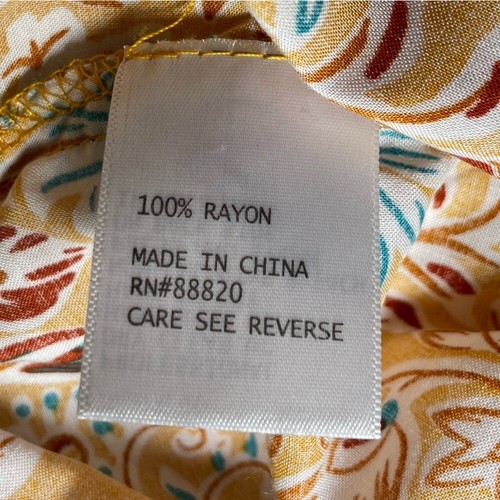 100% RAYON
MADE IN CHINA
RN#88820
CARE SEE REVERSE